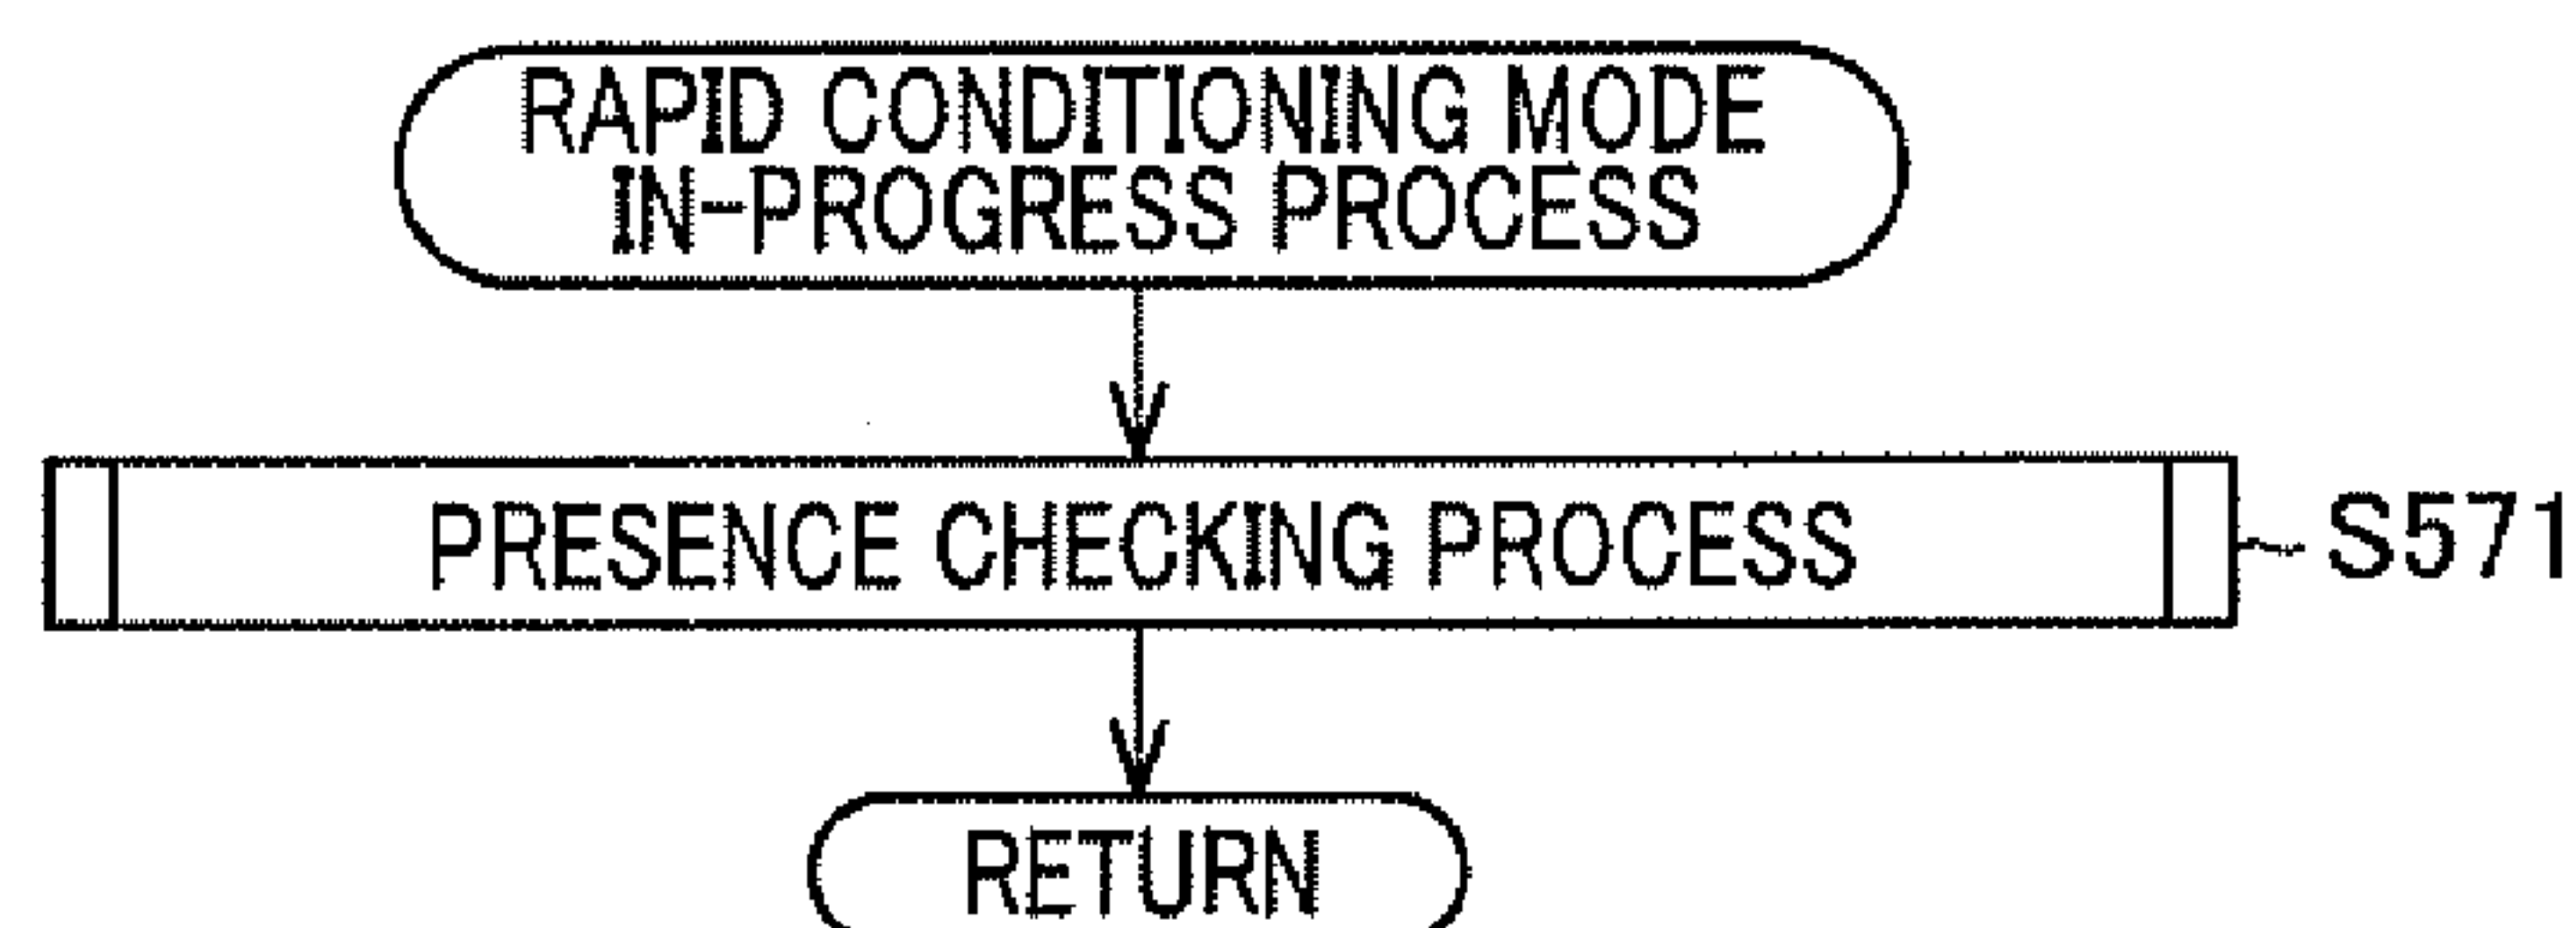 RAPID CONDITIONING MODE
IN-PROGRESS PROCESS
PRESENCE CHECKING PROCESS
S571
RETURN